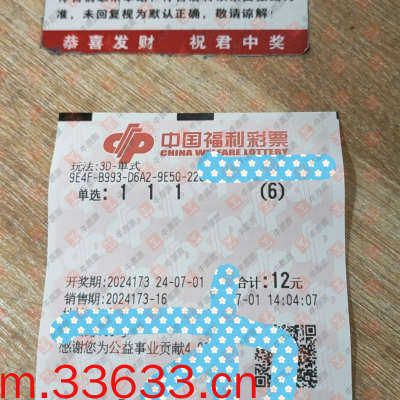 准，未回复视为默认正确，敬请谅解！
恭喜发财 祝君中奖
中国福利彩票
CHINA WELFARE LOTTERY
玩法:3D-单式
9E4F-B993-D6A2-9E50-22
单选: 1 1 1 (6)
开奖期:2024173 24-07-01 合计:12元
销售期:2024173-16 7-01 14:04:07
感谢您为公益事业贡献4.0
m.33633.cn